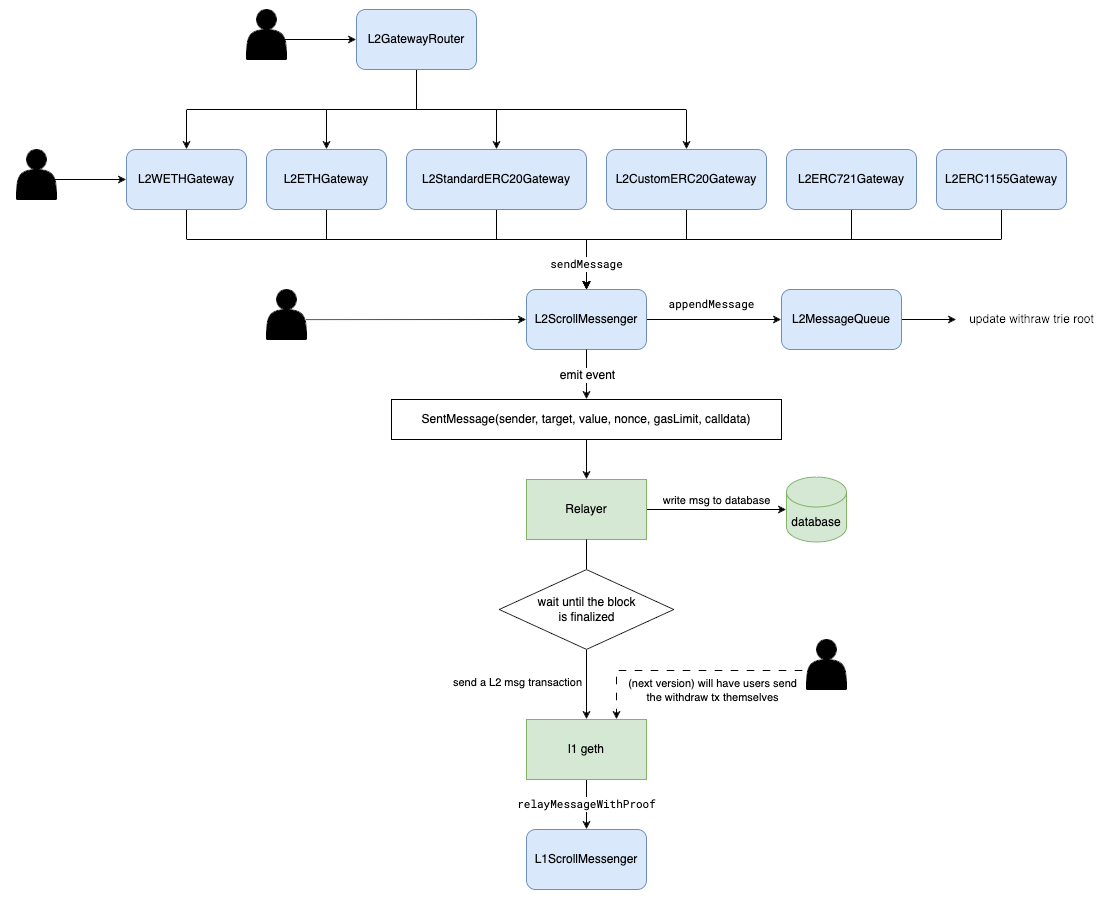 L2GatewayRouter
L2WETHGateway
L2ETHGateway
L2StandardERC20Gateway
L2CustomERC20Gateway
L2ERC721Gateway
L2ERC1155Gateway
sendMessage
L2ScrollMessenger
appendMessage
L2MessageQueue
update withraw trie root
emit event
SentMessage(sender, target, value, nonce, gasLimit, calldata)
Relayer
write msg to database
database
wait until the block
is finalized
send a L2 msg transaction
(next version) will have users send
the withdraw tx themselves
l1 geth
relayMessageWithProof
L1ScrollMessenger